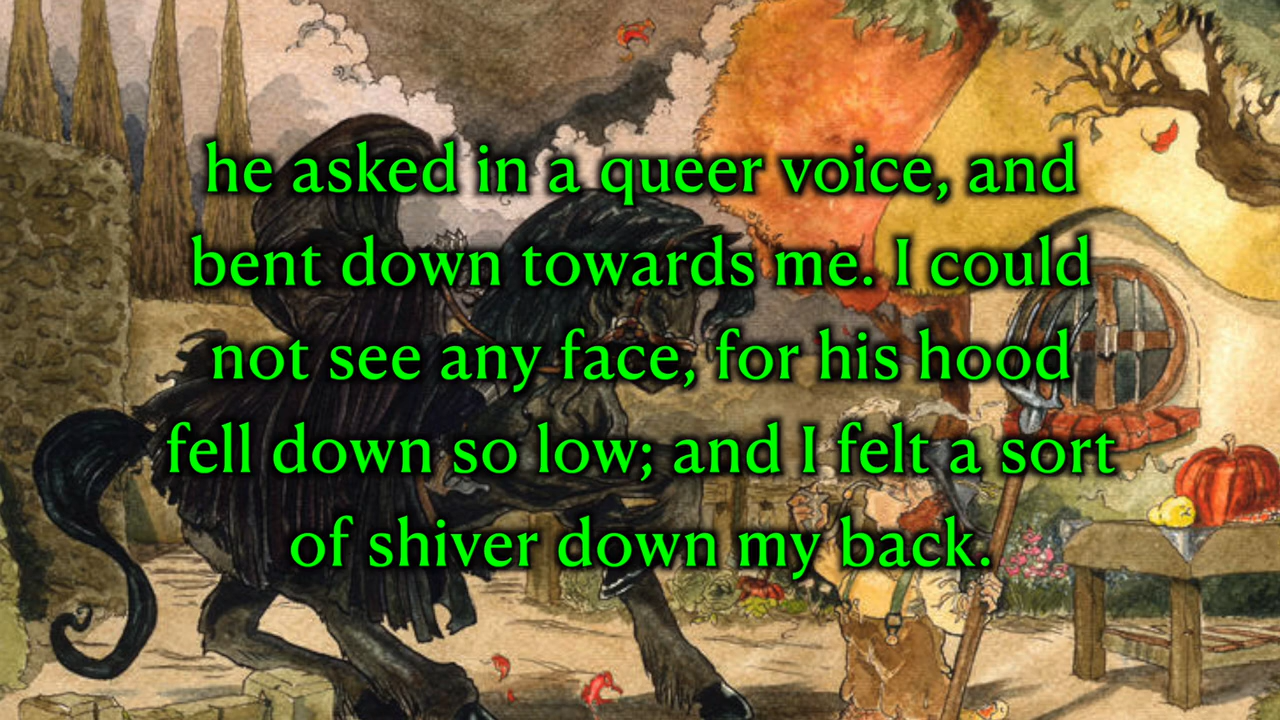 he asked in a queer voice, and
bent down towards me. I could
not see any face, for his hood
fell down so low; and I felt a sort
of shiver down my back.